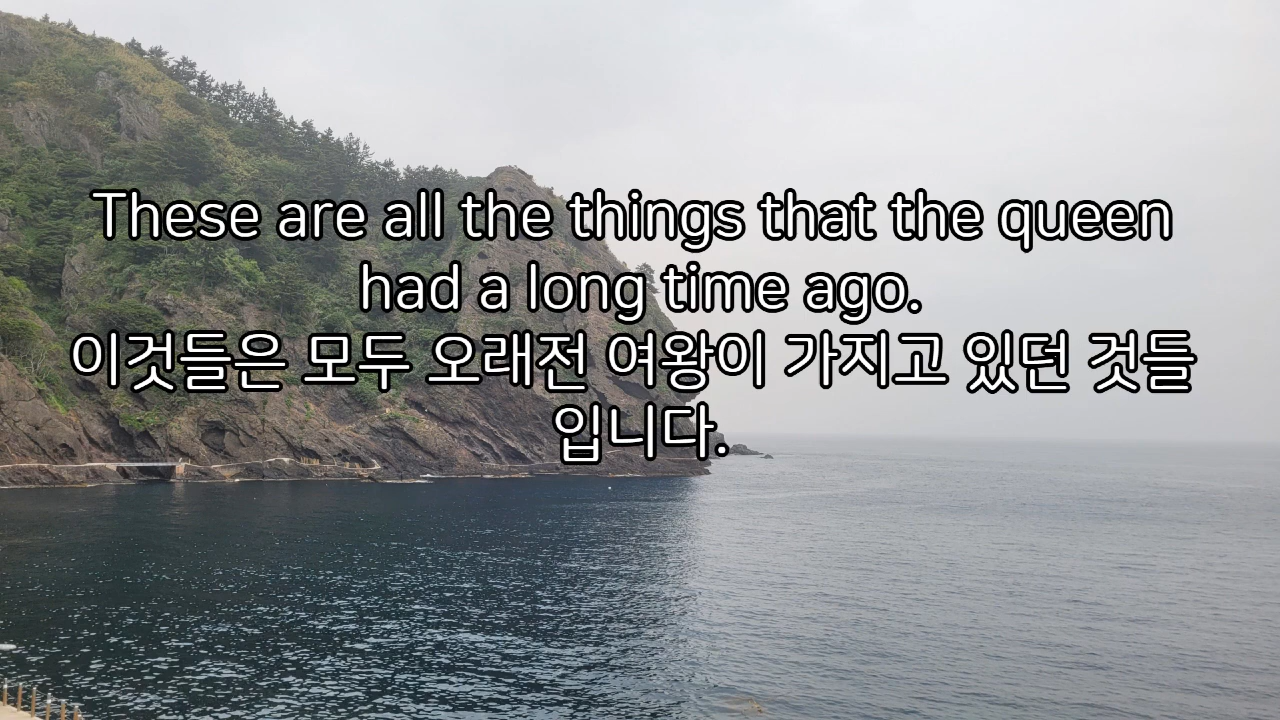 These are all the things that the queen
had a long time ago.
이것들은 모두 오래전 여왕이 가지고 있던 것들
입니다.